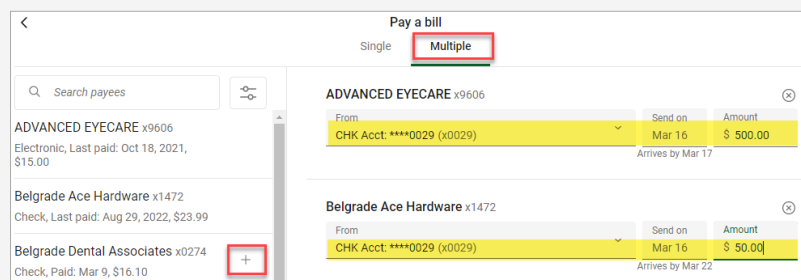 Pay a bill
Single Multiple
Search payees
ADVANCED EYECARE x9606
Electronic, Last paid: Oct 18, 2021,
$15.00
Belgrade Ace Hardware x1472
Check, Last paid: Aug 29, 2022, $23.99
Belgrade Dental Associates x0274
Check, Paid: Mar 9, $16.10
ADVANCED EYECARE x9606
From Send on Amount
CHK Acct: ****0029 (x0029) Mar 16 $ 500.00
Arrives by Mar 17
Belgrade Ace Hardware x1472
From Send on Amount
CHK Acct: ****0029 (x0029) Mar 16 $ 50.00
Arrives by Mar 22